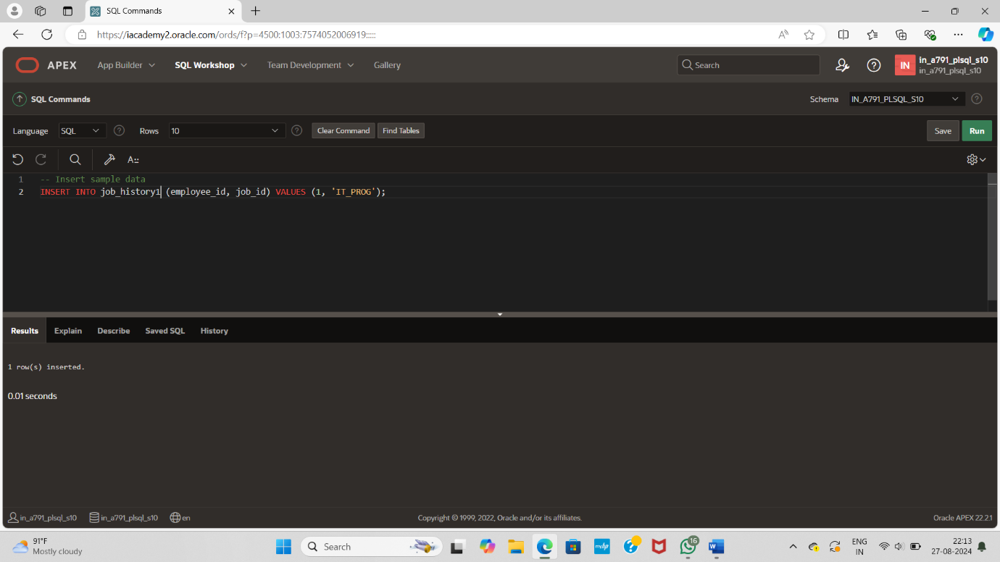 SQL Commands
https://iacademy2.oracle.com/ords/f?p=4500:1003:7574052006919:::::
APEX App Builder SQL Workshop Team Development Gallery Search IN in_a791_plsql_s10
in_a791_plsql_s10
SQL Commands Schema IN_A791_PLSQL_S10
Language SQL Rows 10 Clear Command Find Tables Save Run
A::
1 -- Insert sample data
2 INSERT INTO job_history1 (employee_id, job_id) VALUES (1, 'IT_PROG');
Results Explain Describe Saved SQL History
1 row(s) inserted.
0.01 seconds
in_a791_plsql_s10 in_a791_plsql_s10 en Copyright © 1999, 2022, Oracle and/or its affiliates. Oracle APEX 22.2.1
91°F
Mostly cloudy
Search
myhp
16
W
ENG
IN
22:13
27-08-2024